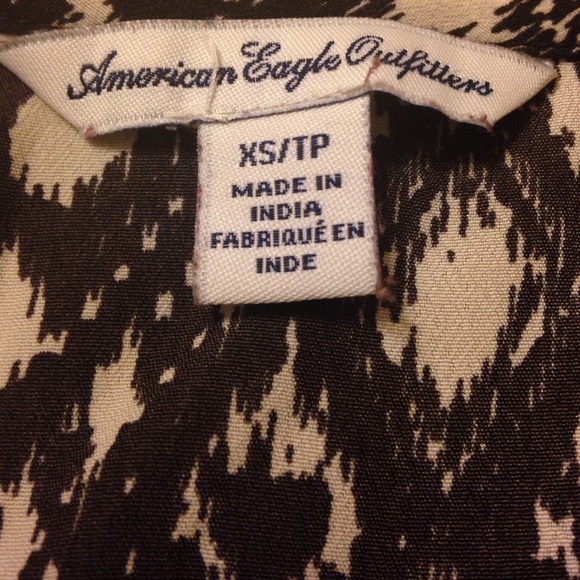 American Eagle Outfitters
XS/TP
MADE IN
INDIA
FABRIQUÉ EN
INDE